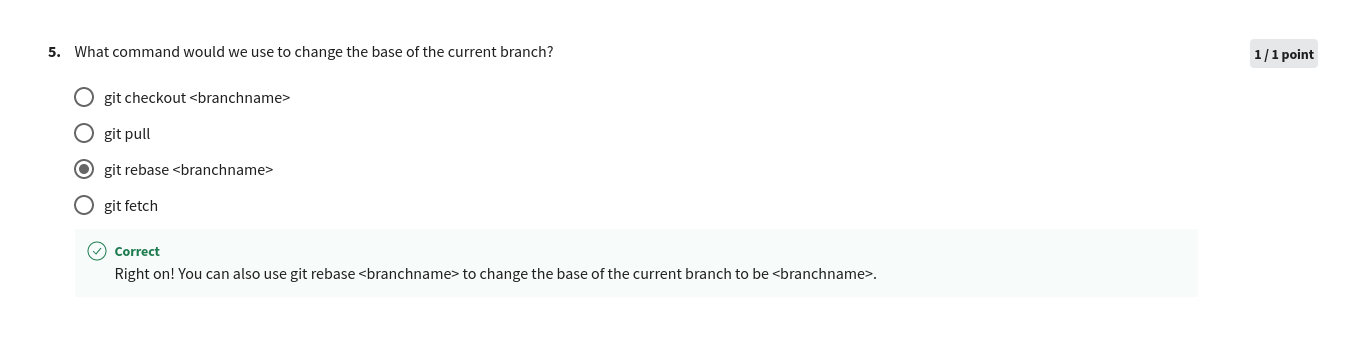 5. What command would we use to change the base of the current branch?
1 / 1 point
git checkout <branchname>
git pull
git rebase <branchname>
git fetch
Correct
Right on! You can also use git rebase <branchname> to change the base of the current branch to be <branchname>.